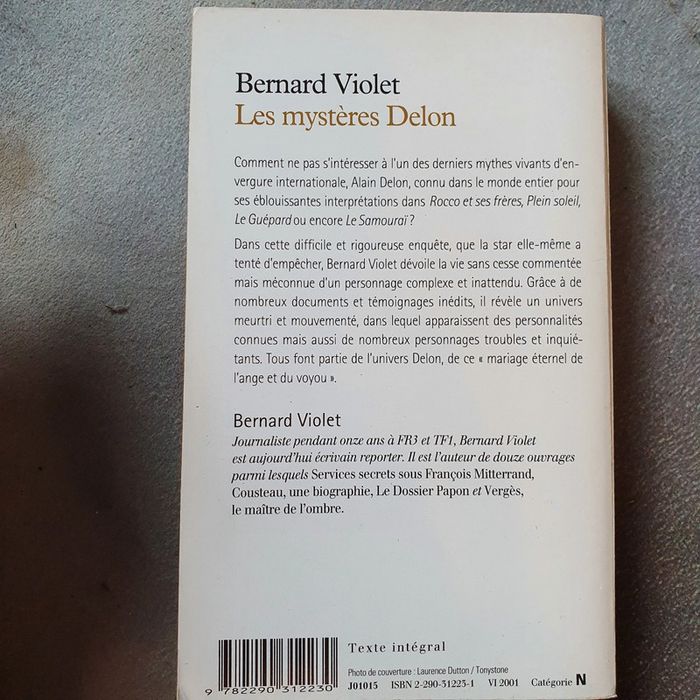 Bernard Violet
Les mystères Delon
Comment ne pas s'intéresser à l'un des derniers mythes vivants d'en-
vergure internationale, Alain Delon, connu dans le monde entier pour
ses éblouissantes interprétations dans Rocco et ses frères, Plein soleil,
Le Guépard ou encore Le Samouraï ?
Dans cette difficile et rigoureuse enquête, que la star elle-même a
tenté d'empêcher, Bernard Violet dévoile la vie sans cesse commentée
mais méconnue d'un personnage complexe et inattendu. Grâce à de
nombreux documents et témoignages inédits, il révèle un univers
meurtri et mouvementé, dans lequel apparaissent des personnalités
connues mais aussi de nombreux personnages troubles et inquié-
tants. Tous font partie de l'univers Delon, de ce « mariage éternel de
l'ange et du voyou ».
Bernard Violet
Journaliste pendant onze ans à FR3 et TF1, Bernard Violet
est aujourd'hui écrivain reporter. Il est l'auteur de douze ouvrages
parmi lesquels Services secrets sous François Mitterrand,
Cousteau, une biographie, Le Dossier Papon et Vergès,
le maître de l'ombre.
Texte intégral
Photo de couverture : Laurence Dutton / Tonystone
9 782290 312230
J01015 ISBN 2-290-31223-1 VI 2001 Catégorie N